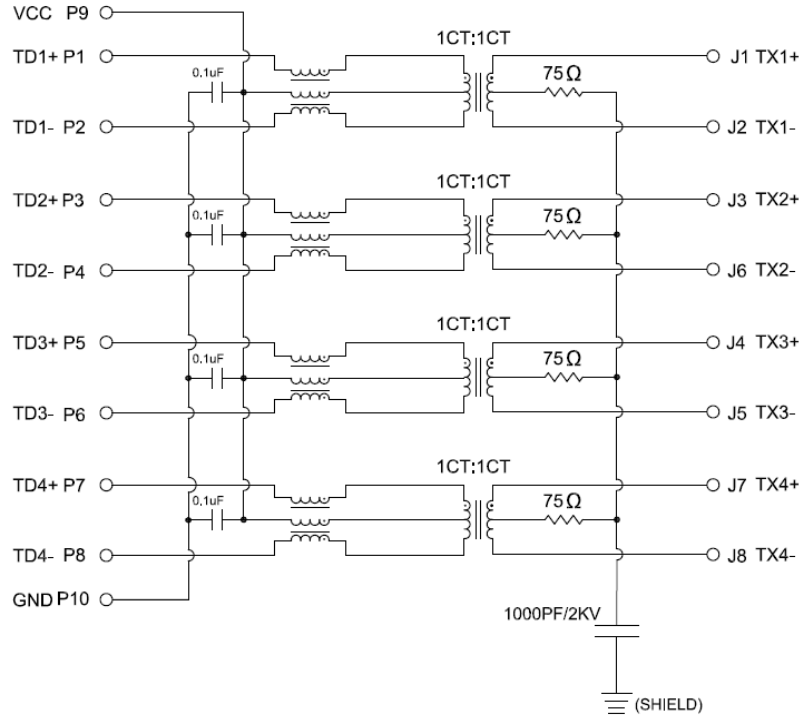 VCC P9
TD1+ P1
0.1uF
1CT:1CT
75Ω
J1 TX1+
TD1- P2
J2 TX1-
TD2+ P3
0.1uF
1CT:1CT
75Ω
J3 TX2+
TD2- P4
J6 TX2-
TD3+ P5
0.1uF
1CT:1CT
75Ω
J4 TX3+
TD3- P6
J5 TX3-
TD4+ P7
0.1uF
1CT:1CT
75Ω
J7 TX4+
TD4- P8
J8 TX4-
GND P10
1000PF/2KV
(SHIELD)